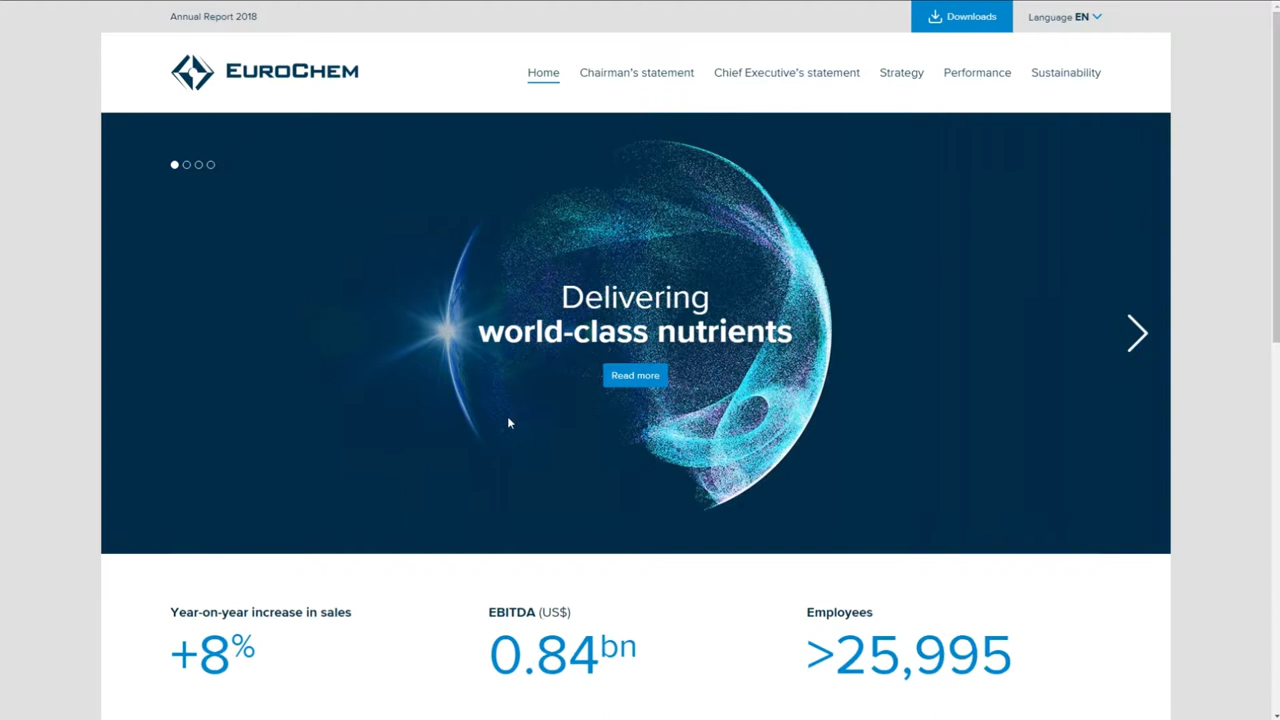 Annual Report 2018
Downloads
Language EN
EUROCHEM
Home
Chairman's statement
Chief Executive's statement
Strategy
Performance
Sustainability
Delivering
world-class nutrients
Read more
Year-on-year increase in sales
+8%
EBITDA (US$)
0.84bn
Employees
>25,995